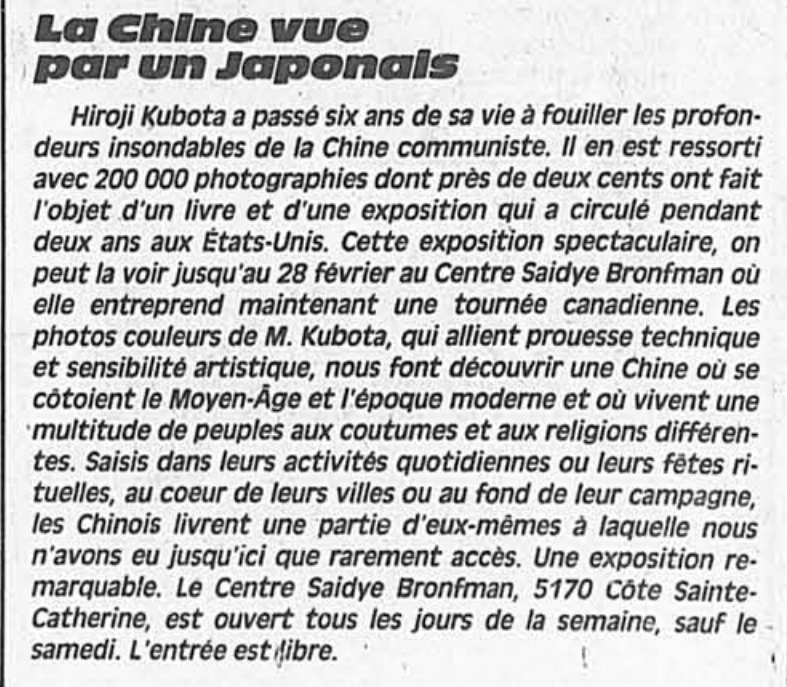 La Chine vue
par un Japonais
Hiroji Kubota a passé six ans de sa vie à fouiller les profon-
deurs insondables de la Chine communiste. Il en est ressorti
avec 200 000 photographies dont près de deux cents ont fait
l'objet d'un livre et d'une exposition qui a circulé pendant
deux ans aux États-Unis. Cette exposition spectaculaire, on
peut la voir jusqu'au 28 février au Centre Saidye Bronfman où
elle entreprend maintenant une tournée canadienne. Les
photos couleurs de M. Kubota, qui allient prouesse technique
et sensibilité artistique, nous font découvrir une Chine où se
côtoient le Moyen-Âge et l'époque moderne et où vivent une
multitude de peuples aux coutumes et aux religions différen-
tes. Saisis dans leurs activités quotidiennes ou leurs fêtes ri-
tuelles, au coeur de leurs villes ou au fond de leur campagne,
les Chinois livrent une partie d'eux-mêmes à laquelle nous
n'avons eu jusqu'ici que rarement accès. Une exposition re-
marquable. Le Centre Saidye Bronfman, 5170 Côte Sainte-
Catherine, est ouvert tous les jours de la semaine, sauf le
samedi. L'entrée est libre.